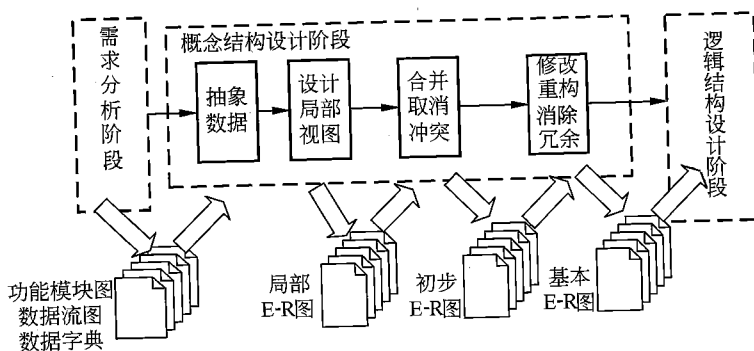 需求分析阶段
概念结构设计阶段
抽象
数据
设计
局部
视图
合并
取消
冲突
修改
重构
消除
冗余
逻辑结构设计阶段
功能模块图
数据流图
数据字典
局部
E-R图
初步
E-R图
基本
E-R图